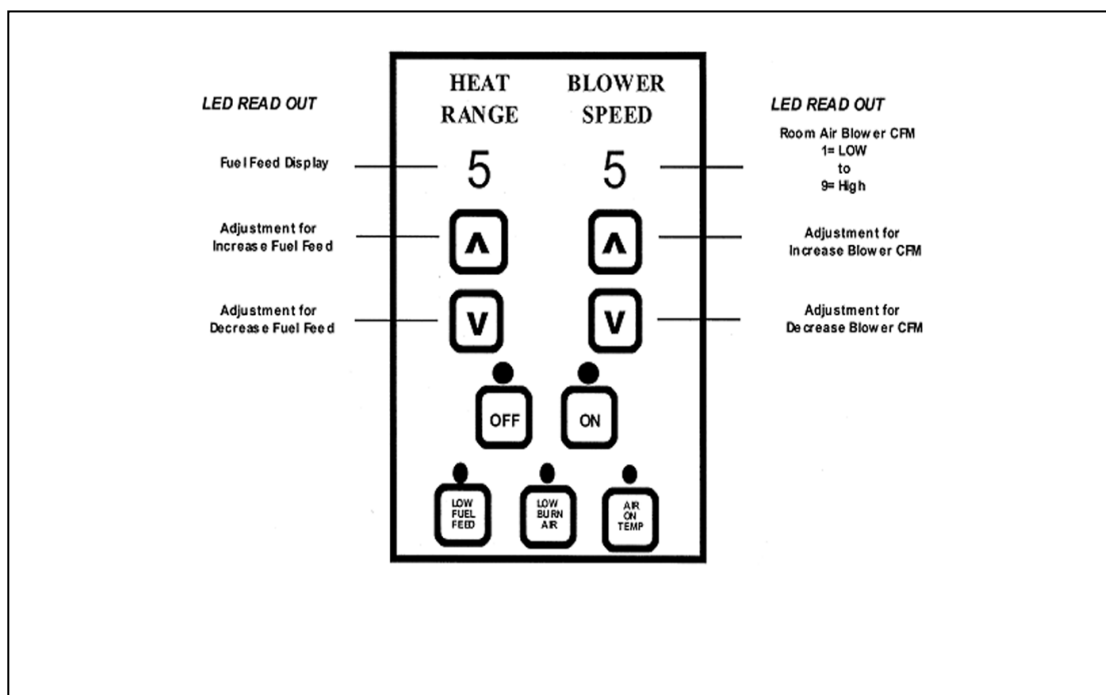 LED READ OUT
Fuel Feed Display
Adjustment for
Increase Fuel Feed
Adjustment for
Decrease Fuel Feed
HEAT
RANGE
BLOWER
SPEED
5
5
∧
∧
∨
∨
OFF
ON
LOW
FUEL
FEED
LOW
BURN
AIR
AIR
ON
TEMP
LED READ OUT
Room Air Blower CFM
1= LOW
to
9= High
Adjustment for
Increase Blower CFM
Adjustment for
Decrease Blower CFM